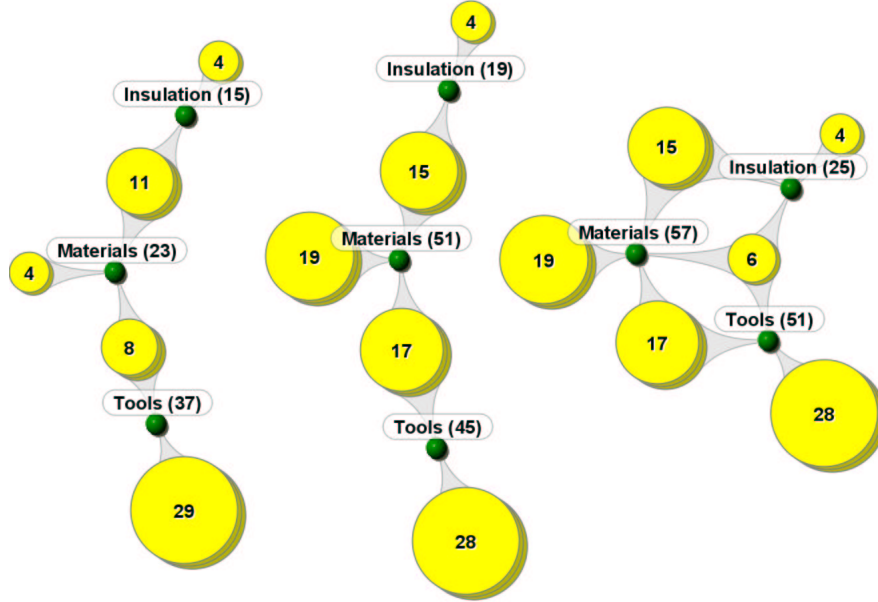 4
Insulation (15)
11
Materials (23)
4
8
Tools (37)
29
4
Insulation (19)
15
Materials (51)
19
17
Tools (45)
28
4
15
Insulation (25)
Materials (57)
19
6
Tools (51)
17
28